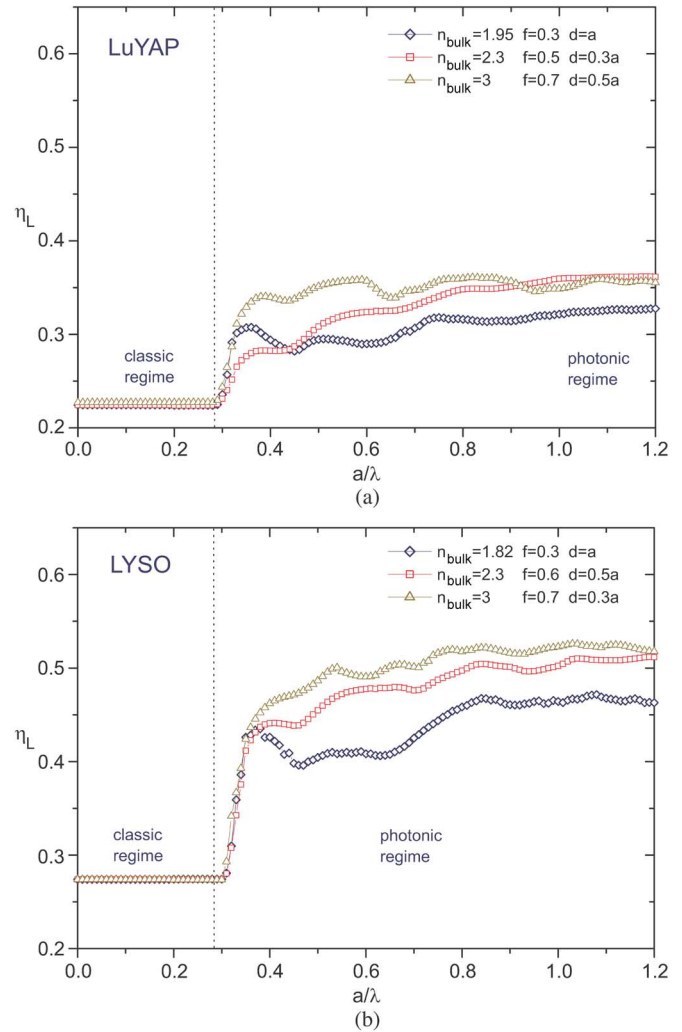 LuYAP
n_bulk=1.95 f=0.3 d=a
n_bulk=2.3 f=0.5 d=0.3a
n_bulk=3 f=0.7 d=0.5a
0.6
0.5
η_L
0.4
0.3
0.2
classic
regime
photonic
regime
0.0 0.2 0.4 0.6 0.8 1.0 1.2
a/λ
(a)
LYSO
n_bulk=1.82 f=0.3 d=a
n_bulk=2.3 f=0.6 d=0.5a
n_bulk=3 f=0.7 d=0.3a
0.6
0.5
η_L
0.4
0.3
0.2
classic
regime
photonic
regime
0.0 0.2 0.4 0.6 0.8 1.0 1.2
a/λ
(b)